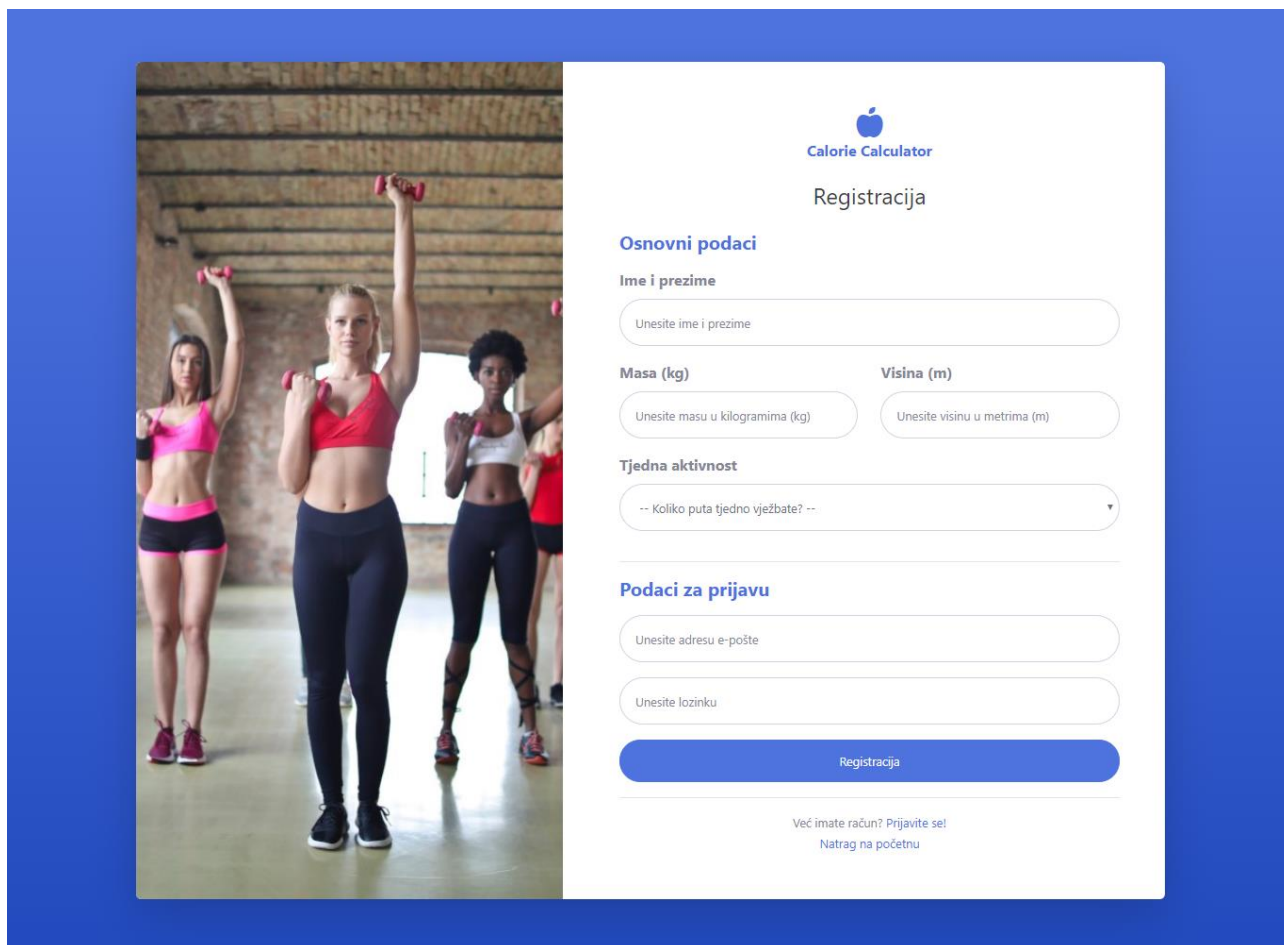 Calorie Calculator
Registracija
Osnovni podaci
Ime i prezime
Unesite ime i prezime
Masa (kg)
Visina (m)
Unesite masu u kilogramima (kg)
Unesite visinu u metrima (m)
Tjedna aktivnost
-- Koliko puta tjedno vježbate? --
Podaci za prijavu
Unesite adresu e-pošte
Unesite lozinku
Registracija
Već imate račun? Prijavite se!
Natrag na početnu